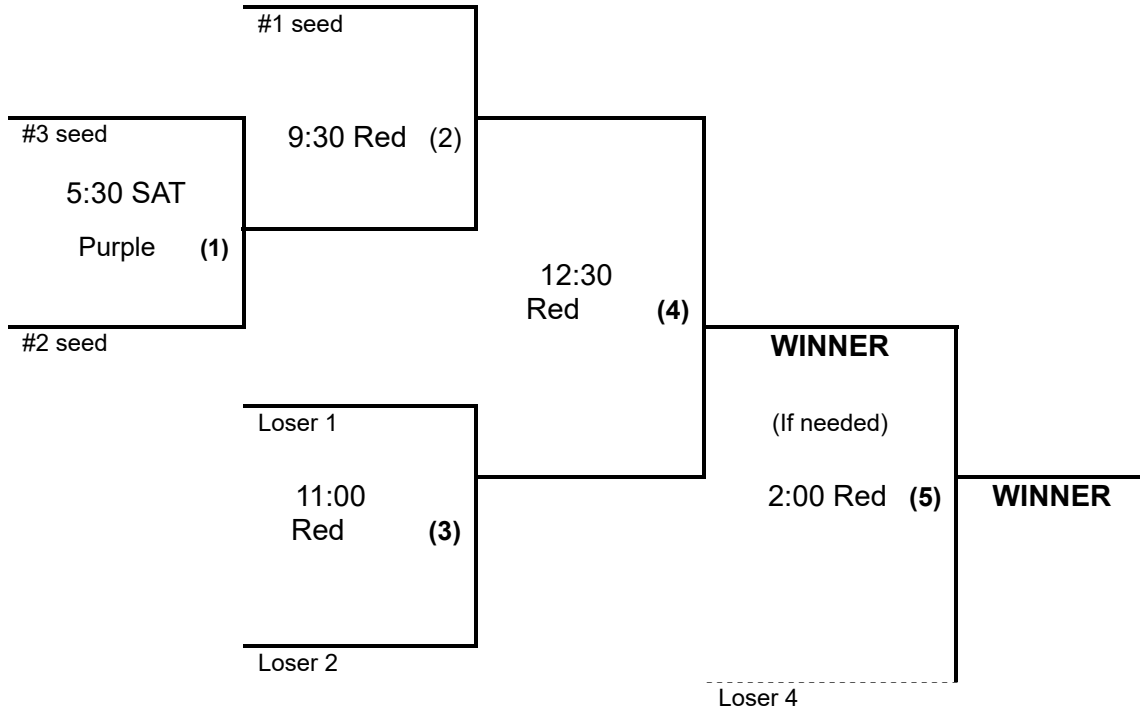 #1 seed
#3 seed
9:30 Red (2)
5:30 SAT
Purple (1)
#2 seed
12:30
Red (4)
WINNER
Loser 1
(If needed)
11:00
Red (3)
2:00 Red (5)
WINNER
Loser 2
Loser 4